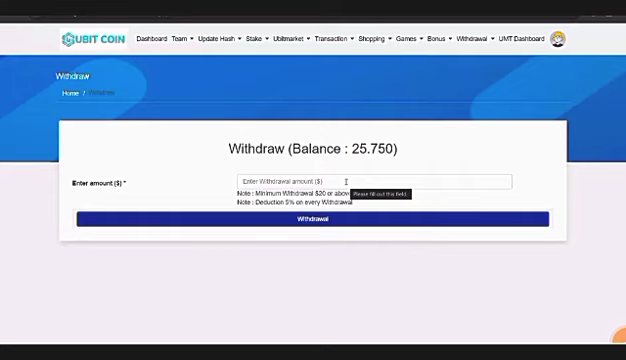 UBIT COIN Dashboard Team Update Hash Stake Ubitmarket Transaction Shopping Games Bonus Withdrawal UMT Dashboard
Withdraw
Home / Withdraw
Withdraw (Balance : 25.750)
Enter amount ($) * Enter Withdrawal amount ($)
Note : Minimum Withdrawal $20 or above
Please fill out this field.
Note : Deduction 5% on every Withdrawal
Withdrawal